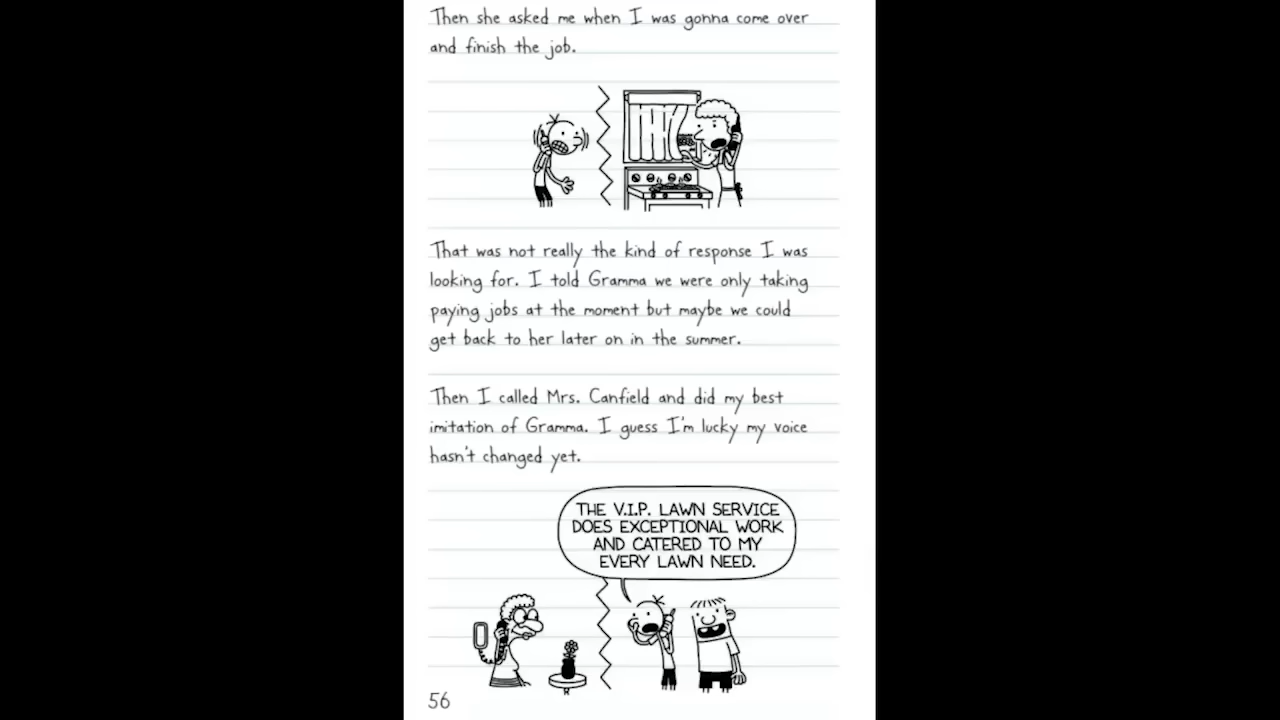 Then she asked me when I was gonna come over
and finish the job.
That was not really the kind of response I was
looking for. I told Gramma we were only taking
paying jobs at the moment but maybe we could
get back to her later on in the summer.
Then I called Mrs. Canfield and did my best
imitation of Gramma. I guess I'm lucky my voice
hasn't changed yet.
THE V.I.P. LAWN SERVICE
DOES EXCEPTIONAL WORK
AND CATERED TO MY
EVERY LAWN NEED.
56